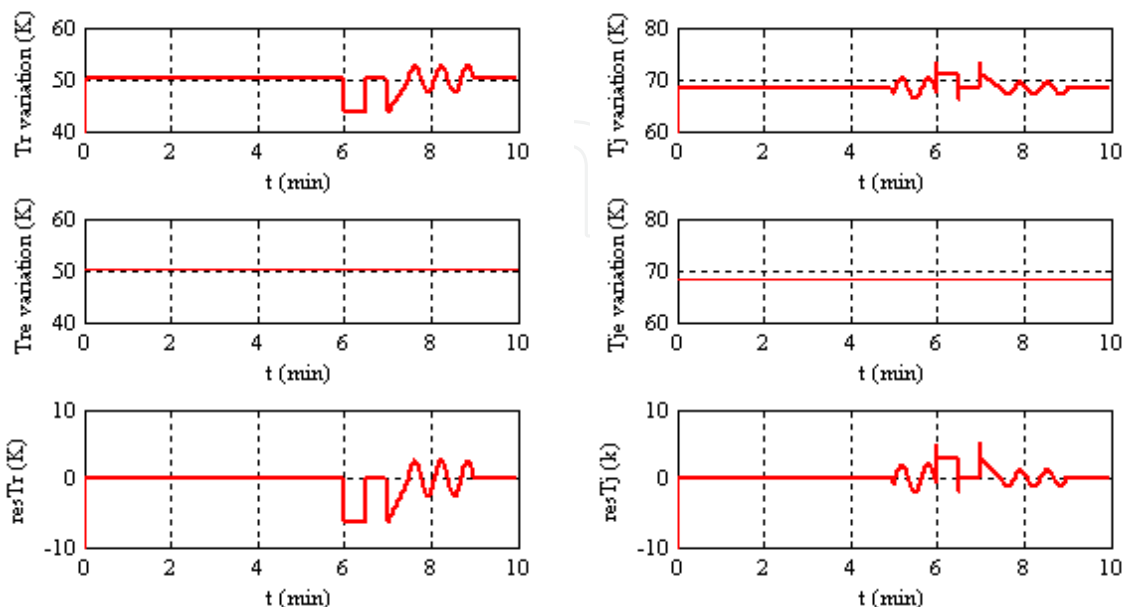 Tr variation (K)
60
50
40
0 2 4 6 8 10
t (min)
Tj variation (K)
80
70
60
0 2 4 6 8 10
t (min)
Tre variation (K)
60
50
40
0 2 4 6 8 10
t (min)
Tje variation (K)
80
70
60
0 2 4 6 8 10
t (min)
resTr (K)
10
0
-10
0 2 4 6 8 10
t (min)
resTj (k)
10
0
-10
0 2 4 6 8 10
t (min)